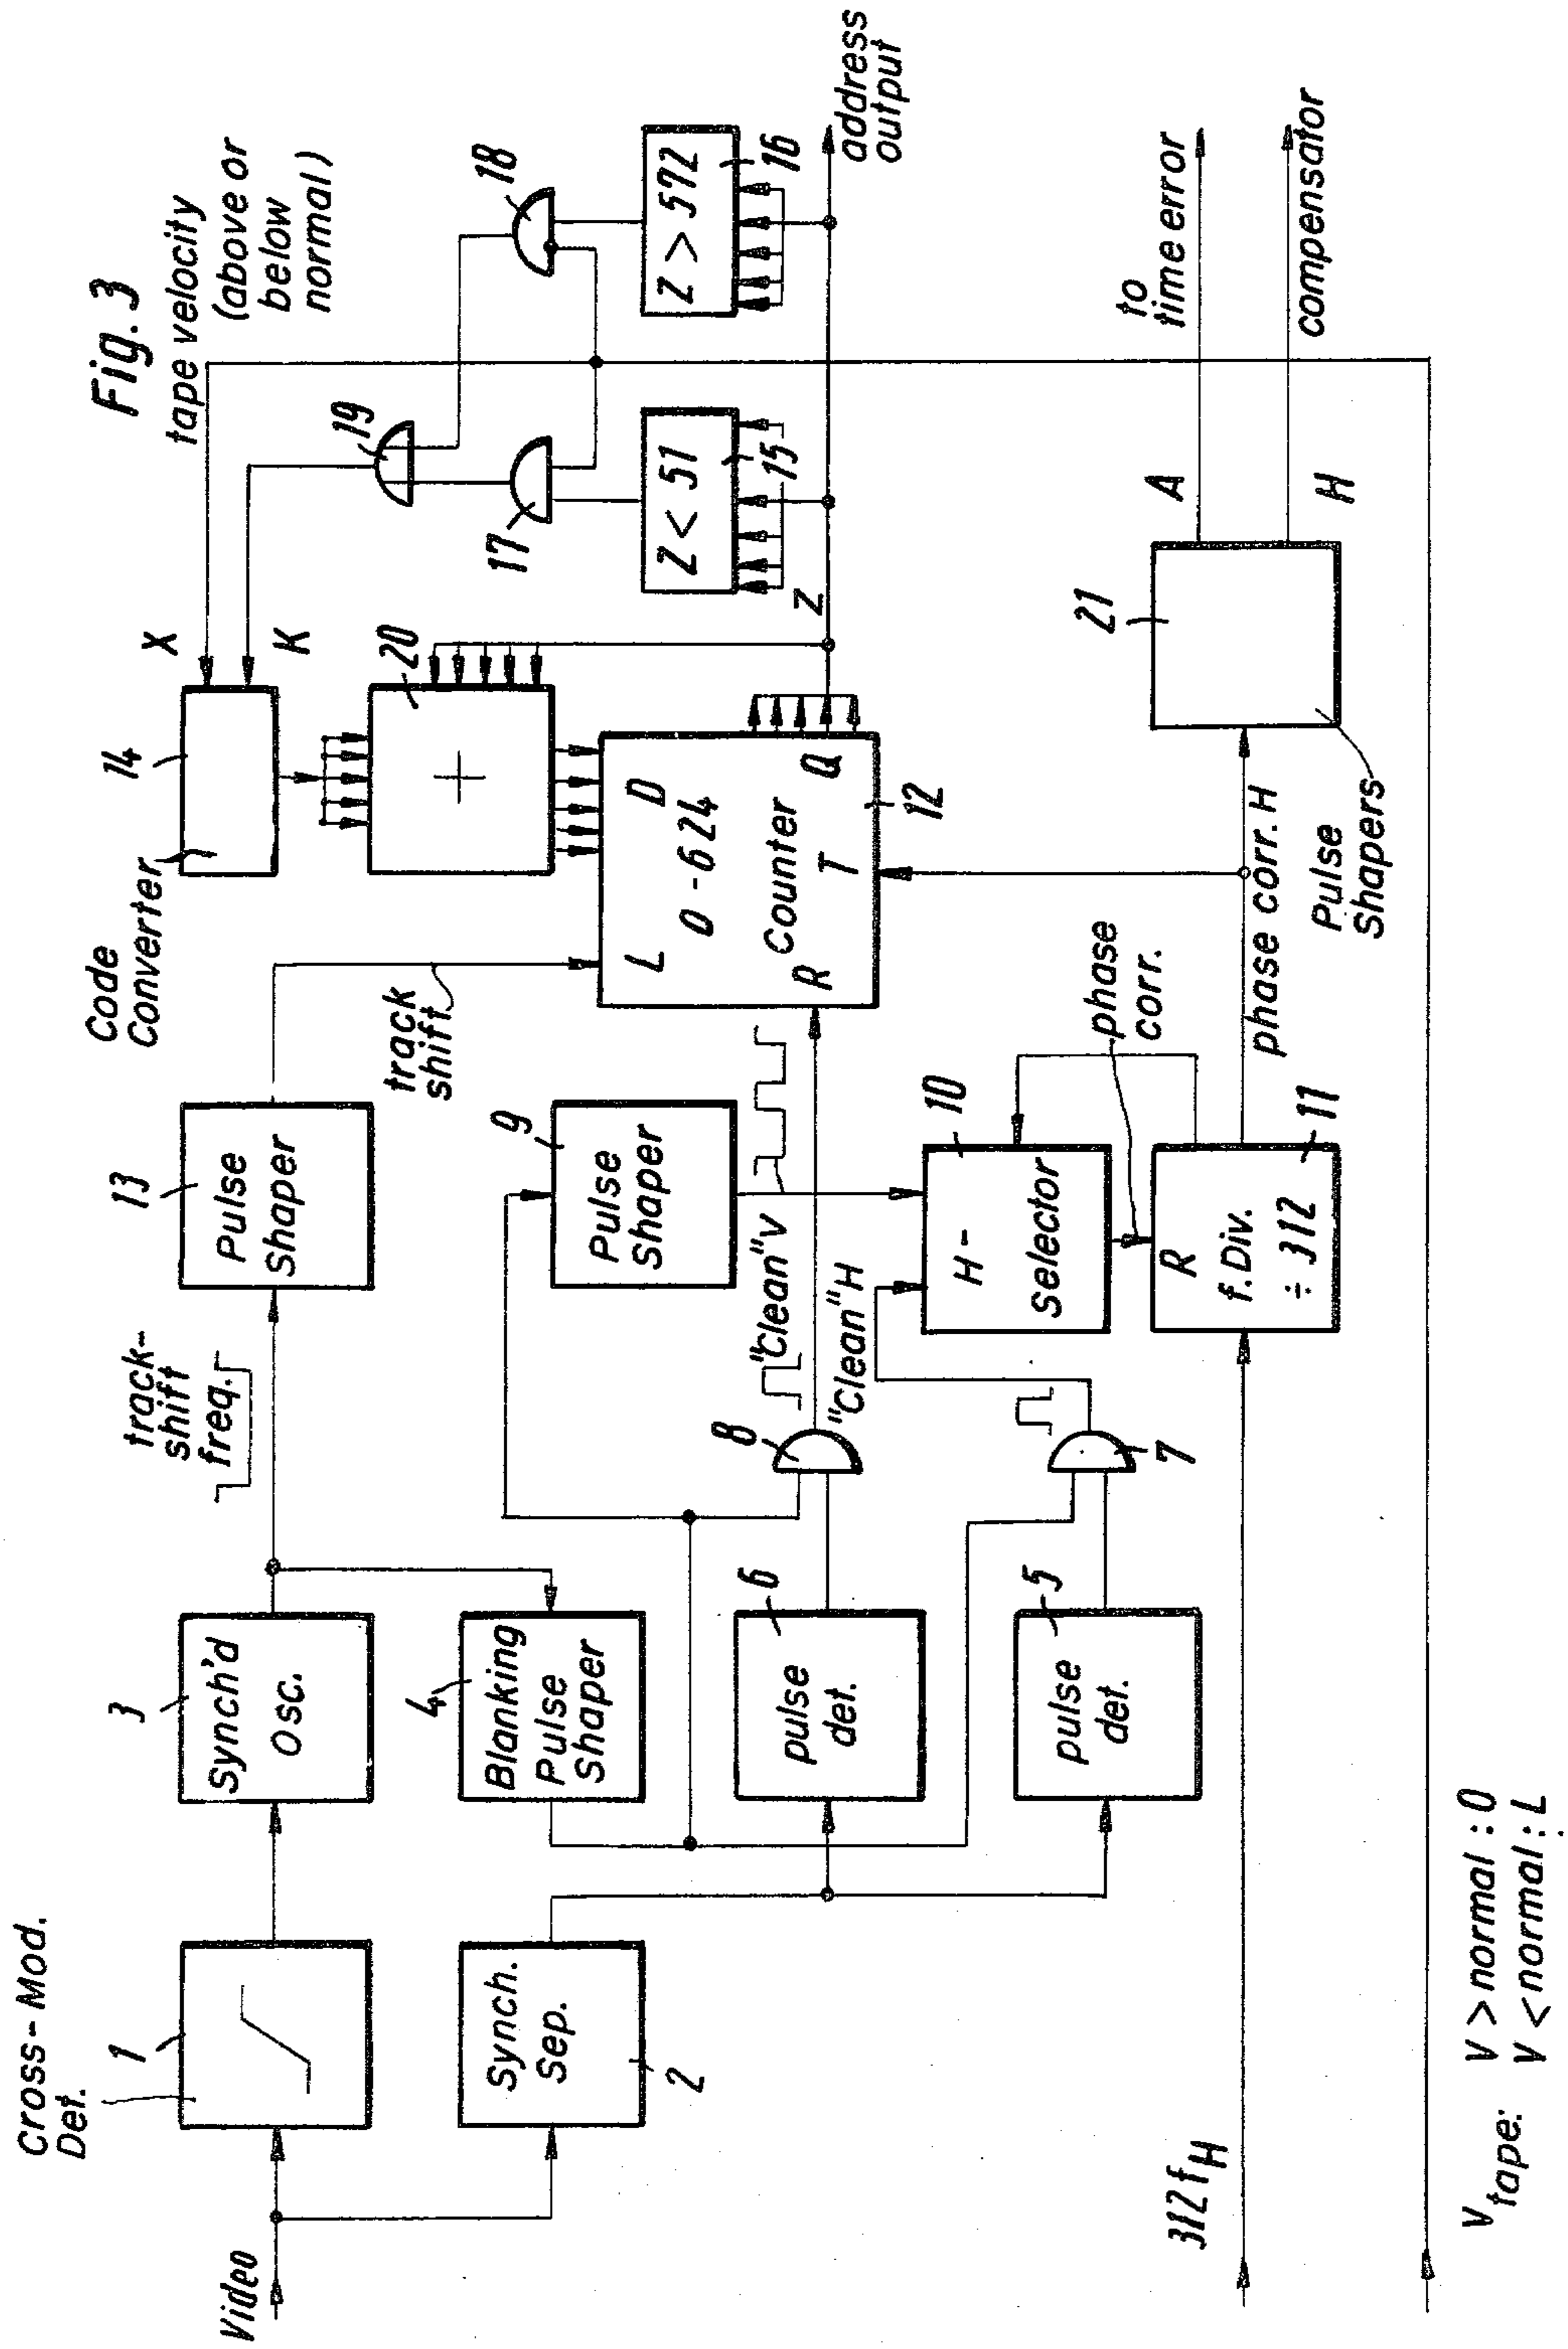 Fig. 3
Video
Cross-Mod.
Det.
1
Synch.
Sep.
2
3
Synch'd
Osc.
4
Blanking
Pulse
Shaper
6
pulse
det.
5
pulse
det.
track-
shift
freq.
13
Pulse
Shaper
9
Pulse
Shaper
8
"Clean" V
"Clean" H
7
10
H-
selector
R
f.Div.
÷ 312
11
phase
corr.
phase corr. H
track
shift
Code
Converter
14
X
K
20
+
L
D
0-624
Counter
R
T
Q
12
tape velocity
(above or
below
normal)
19
17
18
Z < 51
15
Z > 572
16
Z
address
output
21
Pulse
Shapers
A
H
to
time error
compensator
312 fH
V tape: V > normal : O
V < normal : L